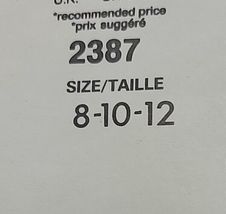 *recommended price
*prix suggéré
2387
SIZE/TAILLE
8-10-12